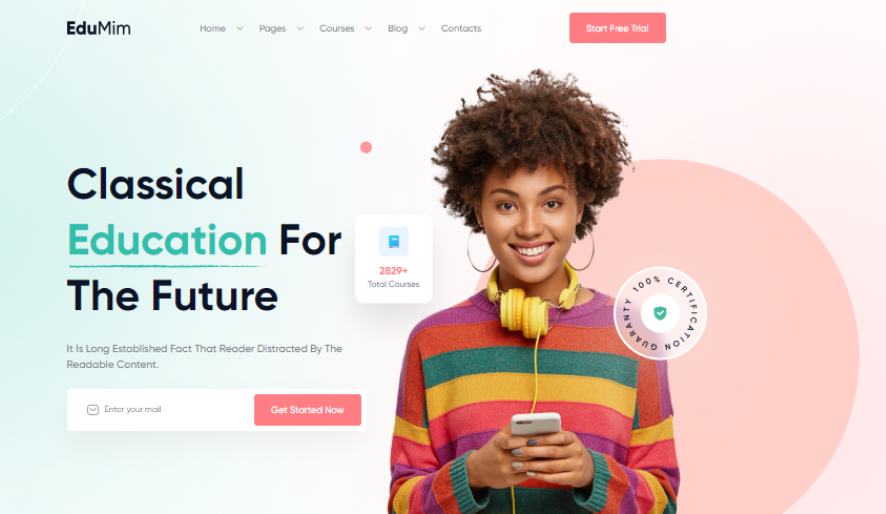 EduMim
Home
Pages
Courses
Blog
Contacts
Start Free Trial
Classical
Education For
The Future
2829+
Total Courses
100% CERTIFICATION GUARANTY
It Is Long Established Fact That Reader Distracted By The
Readable Content.
Enter your mail
Get Started Now